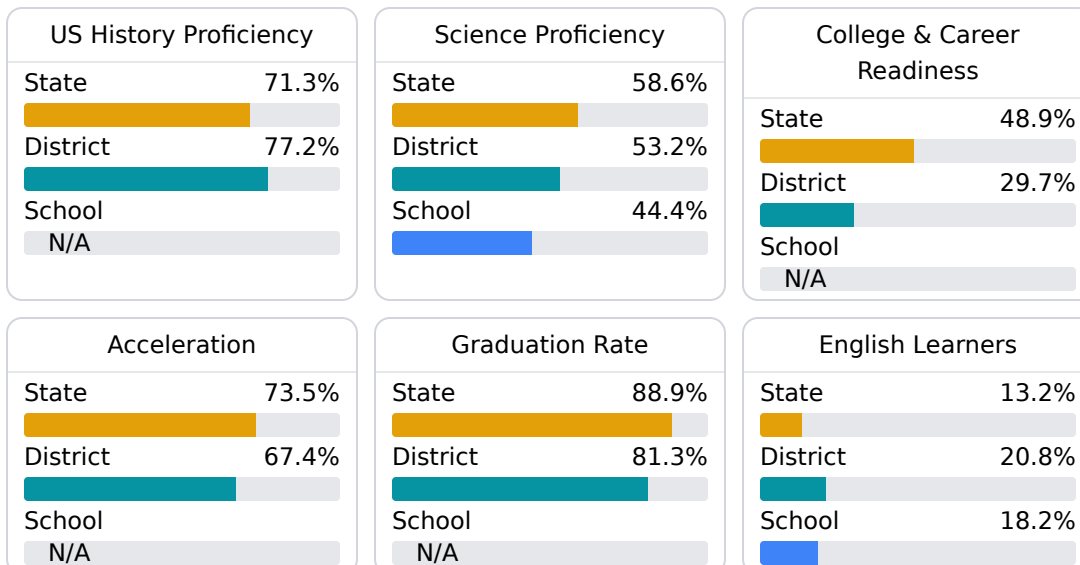 US History Proficiency
State 71.3%
District 77.2%
School
N/A
Science Proficiency
State 58.6%
District 53.2%
School 44.4%
College & Career
Readiness
State 48.9%
District 29.7%
School
N/A
Acceleration
State 73.5%
District 67.4%
School
N/A
Graduation Rate
State 88.9%
District 81.3%
School
N/A
English Learners
State 13.2%
District 20.8%
School 18.2%